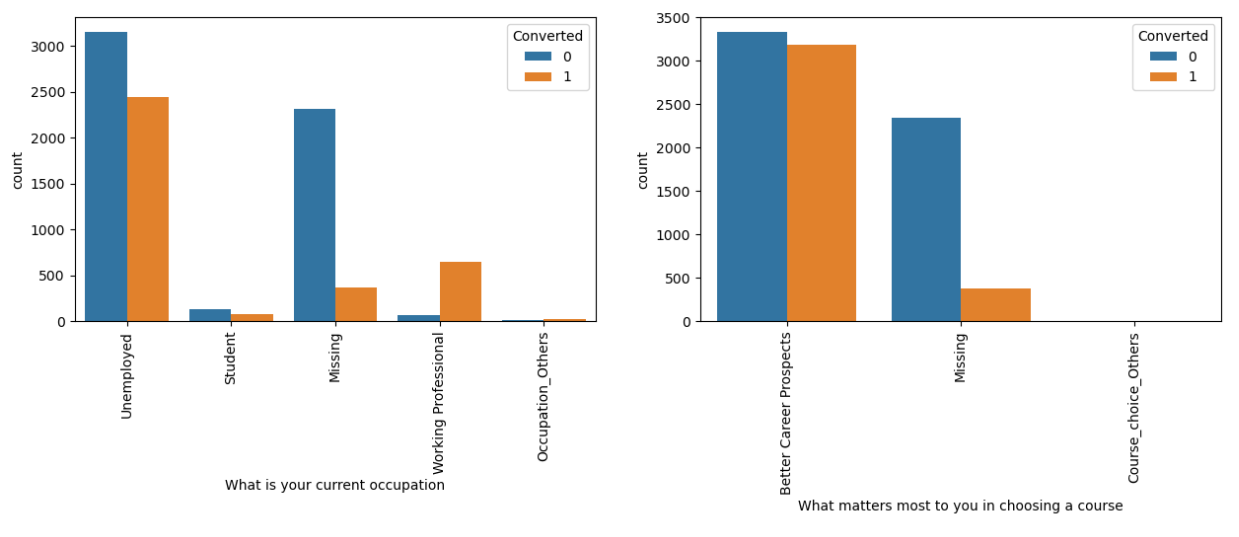 Converted
0
1
3000
2500
2000
1500
1000
500
0
count
Unemployed
Student
Missing
Working Professional
Occupation_Others
What is your current occupation
Converted
0
1
3500
3000
2500
2000
1500
1000
500
0
count
Better Career Prospects
Missing
Course_choice_Others
What matters most to you in choosing a course